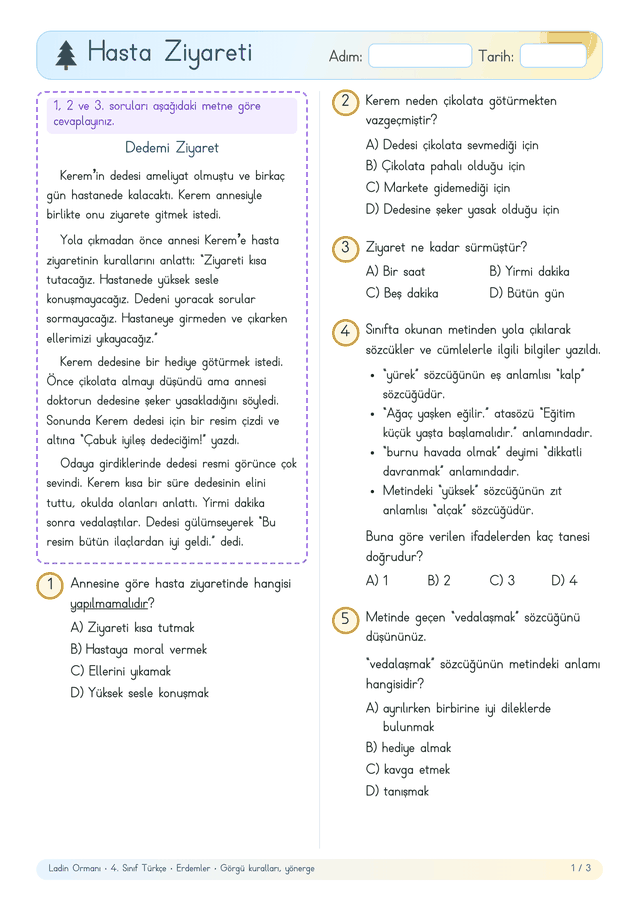 Hasta Ziyareti
Adım:
Tarih:
1, 2 ve 3. soruları aşağıdaki metne göre
cevaplayınız.
Dedemi Ziyaret
Kerem'in dedesi ameliyat olmuştu ve birkaç
gün hastanede kalacaktı. Kerem annesiyle
birlikte onu ziyarete gitmek istedi.
Yola çıkmadan önce annesi Kerem'e hasta
ziyaretinin kurallarını anlattı: "Ziyareti kısa
tutacağız. Hastanede yüksek sesle
konuşmayacağız. Dedeni yoracak sorular
sormayacağız. Hastaneye girmeden ve çıkarken
ellerimizi yıkayacağız."
Kerem dedesine bir hediye götürmek istedi.
Önce çikolata almayı düşündü ama annesi
doktorun dedesine şeker yasakladığını söyledi.
Sonunda Kerem dedesi için bir resim çizdi ve
altına "Çabuk iyileş dedeciğim!" yazdı.
Odaya girdiklerinde dedesi resmi görünce çok
sevindi. Kerem kısa bir süre dedesinin elini
tuttu, okulda olanları anlattı. Yirmi dakika
sonra vedalaştılar. Dedesi gülümseyerek "Bu
resim bütün ilaçlardan iyi geldi." dedi.
1
Annesine göre hasta ziyaretinde hangisi
yapılmamalıdır?
A) Ziyareti kısa tutmak
B) Hastaya moral vermek
C) Ellerini yıkamak
D) Yüksek sesle konuşmak
2
Kerem neden çikolata götürmekten
vazgeçmiştir?
A) Dedesi çikolata sevmediği için
B) Çikolata pahalı olduğu için
C) Markete gidemediği için
D) Dedesine şeker yasak olduğu için
3
Ziyaret ne kadar sürmüştür?
A) Bir saat B) Yirmi dakika
C) Beş dakika D) Bütün gün
4
Sınıfta okunan metinden yola çıkılarak
sözcükler ve cümlelerle ilgili bilgiler yazıldı.
• "yürek" sözcüğünün eş anlamlısı "kalp"
sözcüğüdür.
• "Ağaç yaşken eğilir." atasözü "Eğitim
küçük yaşta başlamalıdır." anlamındadır.
• "burnu havada olmak" deyimi "dikkatli
davranmak" anlamındadır.
• Metindeki "yüksek" sözcüğünün zıt
anlamlısı "alçak" sözcüğüdür.
Buna göre verilen ifadelerden kaç tanesi
doğrudur?
A) 1 B) 2 C) 3 D) 4
5
Metinde geçen "vedalaşmak" sözcüğünü
düşününüz.
"vedalaşmak" sözcüğünün metindeki anlamı
hangisidir?
A) ayrılırken birbirine iyi dileklerde
bulunmak
B) hediye almak
C) kavga etmek
D) tanışmak
Ladin Ormanı • 4. Sınıf Türkçe • Erdemler • Görgü kuralları, yönerge
1 / 3